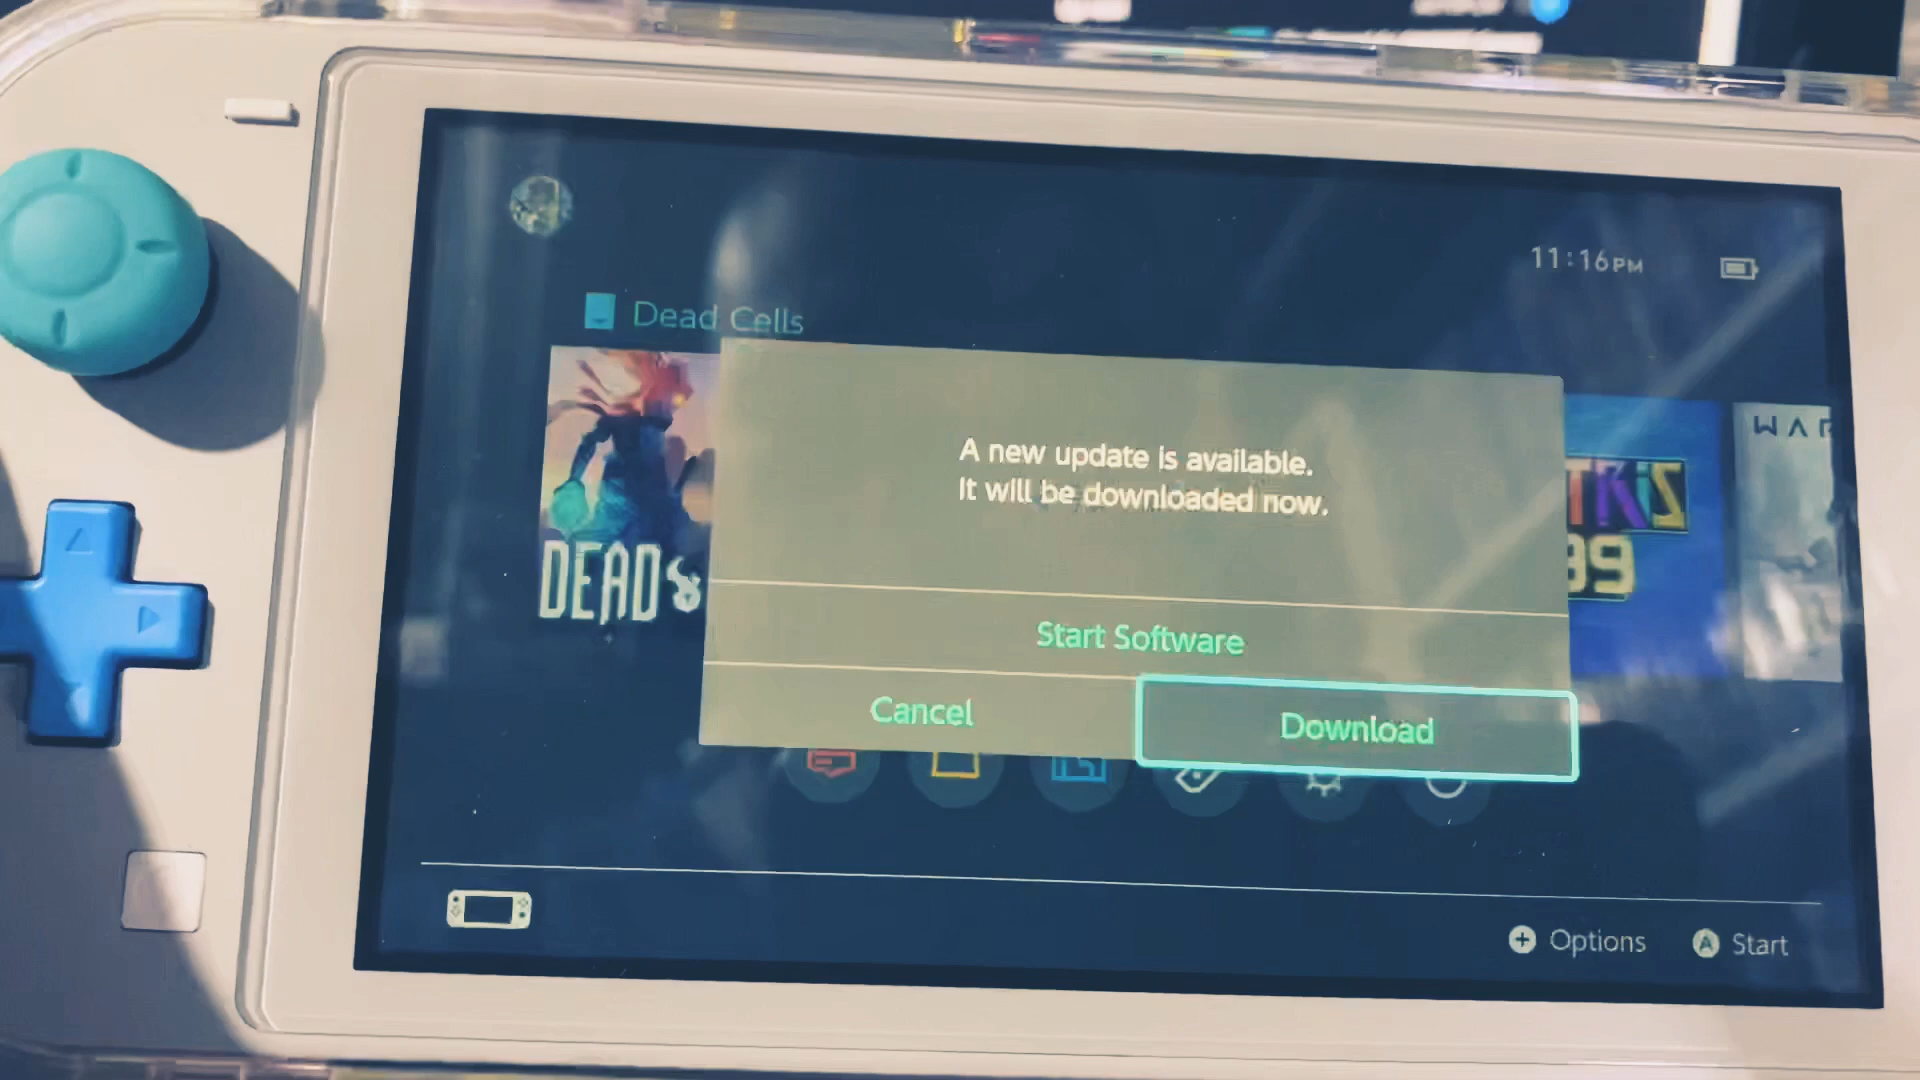 11:16PM
Dead Cells
DEAD
A new update is available.
It will be downloaded now.
Start Software
Cancel
Download
TRIS
99
WAR
Options
A Start